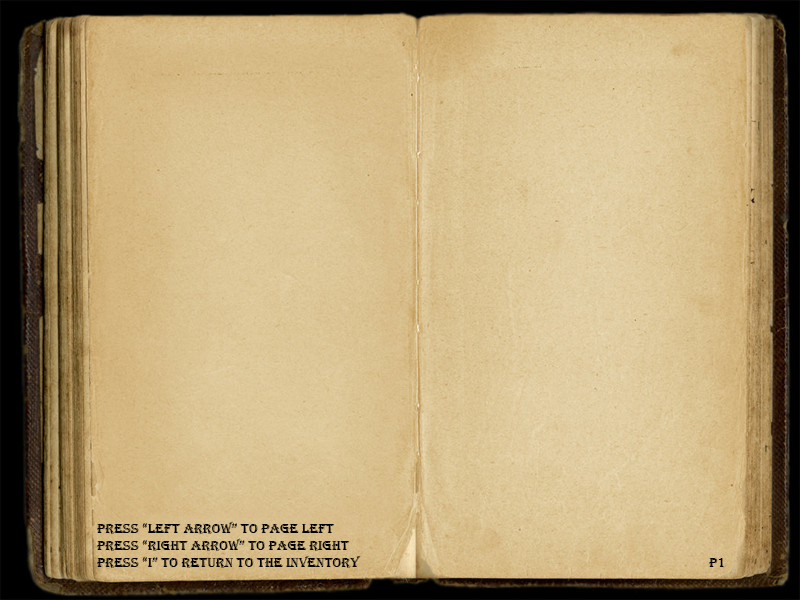 PRESS “LEFT ARROW” TO PAGE LEFT
PRESS “RIGHT ARROW” TO PAGE RIGHT
PRESS “I” TO RETURN TO THE INVENTORY
P1